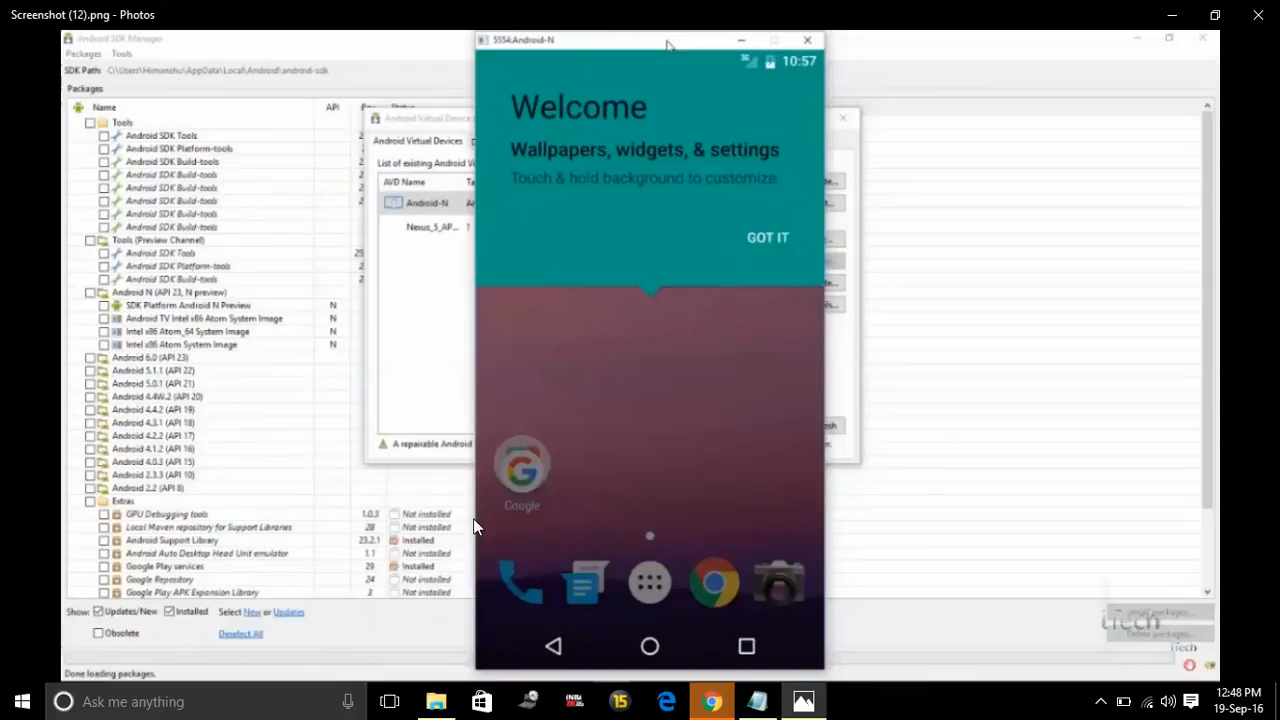 Screenshot (12).png - Photos
Android SDK Manager
Packages Tools
SDK Path: C:\Users\Himanshu\AppData\Local\Android\android-sdk
Packages
Name API Status
Tools
Android SDK Tools
Android SDK Platform-tools
Android SDK Build-tools
Android SDK Build-tools
Android SDK Build-tools
Android SDK Build-tools
Android SDK Build-tools
Android SDK Build-tools
Tools (Preview Channel)
Android SDK Tools
Android SDK Platform-tools
Android SDK Build-tools
Android N (API 23, N preview)
SDK Platform Android N Preview N
Android TV Intel x86 Atom System Image N
Intel x86 Atom_64 System Image N
Intel x86 Atom System Image N
Android 6.0 (API 23)
Android 5.1.1 (API 22)
Android 5.0.1 (API 21)
Android 4.4W.2 (API 20)
Android 4.4.2 (API 19)
Android 4.3.1 (API 18)
Android 4.2.2 (API 17)
Android 4.1.2 (API 16)
Android 4.0.3 (API 15)
Android 2.3.3 (API 10)
Android 2.2 (API 8)
Extras
GPU Debugging tools 1.0.3 Not installed
Local Maven repository for Support Libraries 28 Not installed
Android Support Library 23.2.1 Installed
Android Auto Desktop Head Unit emulator 1.1 Not installed
Google Play services 29 Installed
Google Repository 24 Not installed
Google Play APK Expansion Library 3 Not installed
Show: Updates/New Installed Select New or Updates
Obsolete Deselect All
Done loading packages.
Android Virtual Device
Android Virtual Devices
List of existing Android
AVD Name
Android-N
Nexus_5_AP... ?
A repairable Android
5554:Android-N
10:57
Welcome
Wallpapers, widgets, & settings
Touch & hold background to customize
GOT IT
Google
iTech
iTech
Ask me anything
15
12:48 PM
19-Sep-16